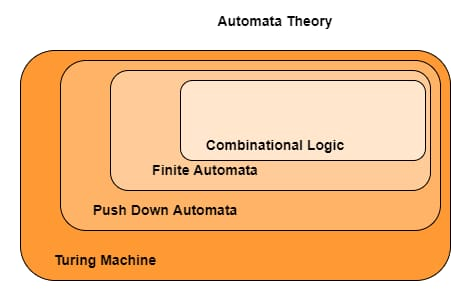 Automata Theory
Combinational Logic
Finite Automata
Push Down Automata
Turing Machine